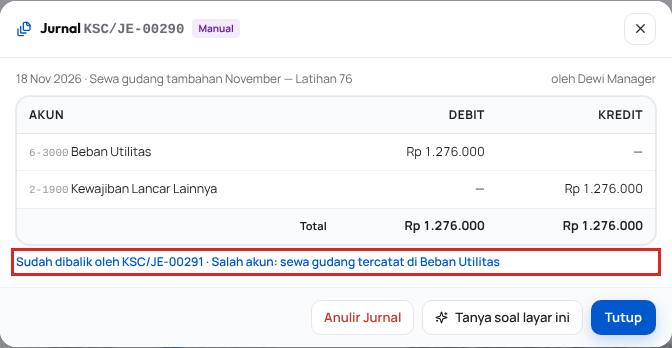 Jurnal KSC/JE-00290 Manual
18 Nov 2026 · Sewa gudang tambahan November — Latihan 76 oleh Dewi Manager
AKUN DEBIT KREDIT
6-3000 Beban Utilitas Rp 1.276.000 —
2-1900 Kewajiban Lancar Lainnya — Rp 1.276.000
Total Rp 1.276.000 Rp 1.276.000
Sudah dibalik oleh KSC/JE-00291 · Salah akun: sewa gudang tercatat di Beban Utilitas
Anulir Jurnal Tanya soal layar ini Tutup